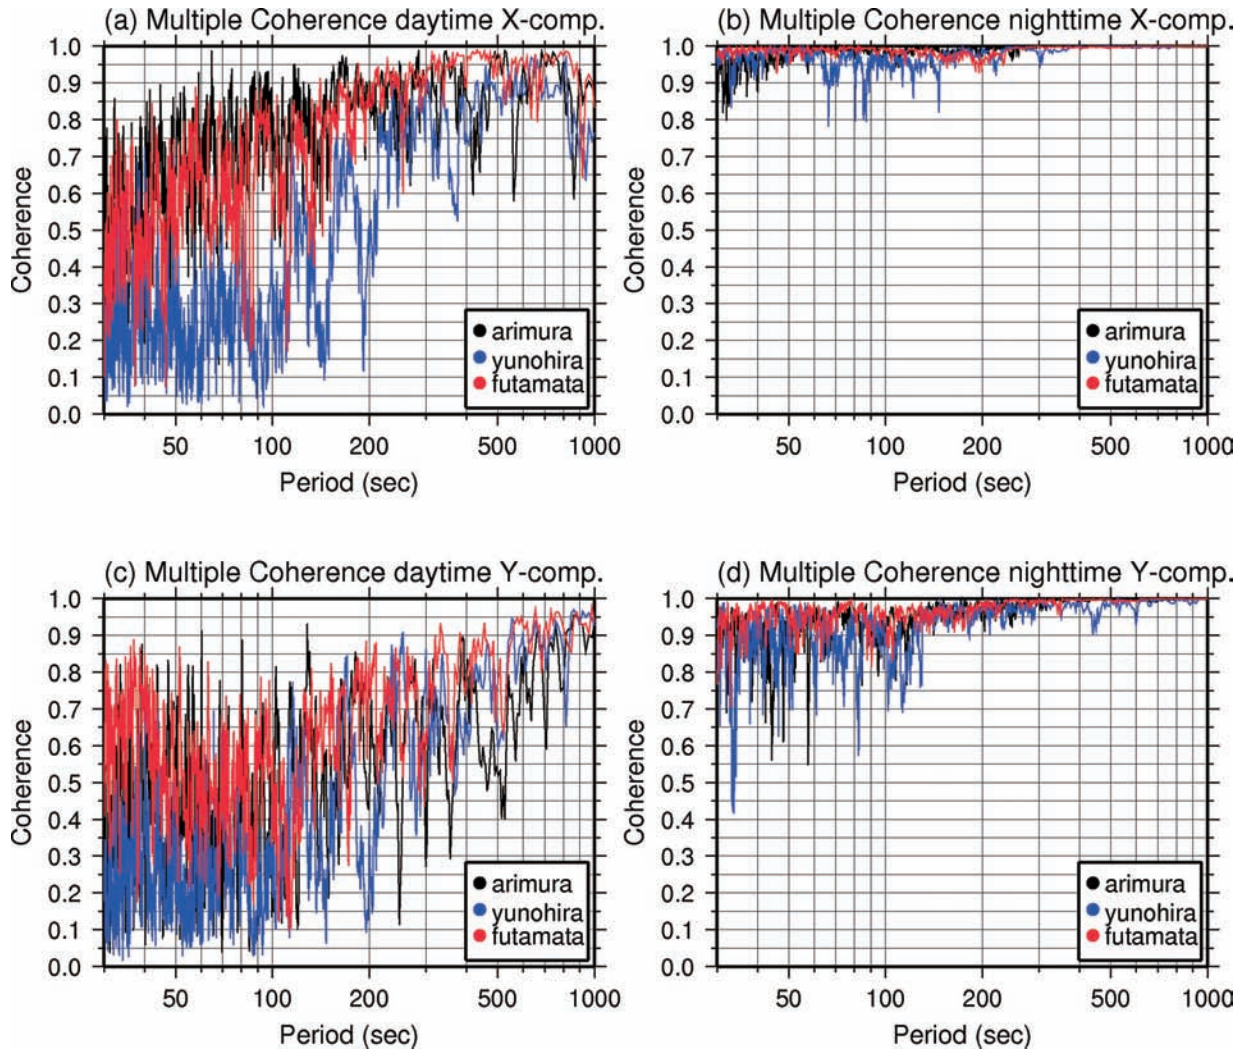 (a) Multiple Coherence daytime X-comp.
1.0
0.9
0.8
0.7
0.6
0.5
0.4
0.3
0.2
0.1
0.0
Coherence
arimura
yunohira
futamata
50 100 200 500 1000
Period (sec)
(b) Multiple Coherence nighttime X-comp.
1.0
0.9
0.8
0.7
0.6
0.5
0.4
0.3
0.2
0.1
0.0
Coherence
arimura
yunohira
futamata
50 100 200 500 1000
Period (sec)
(c) Multiple Coherence daytime Y-comp.
1.0
0.9
0.8
0.7
0.6
0.5
0.4
0.3
0.2
0.1
0.0
Coherence
arimura
yunohira
futamata
50 100 200 500 1000
Period (sec)
(d) Multiple Coherence nighttime Y-comp.
1.0
0.9
0.8
0.7
0.6
0.5
0.4
0.3
0.2
0.1
0.0
Coherence
arimura
yunohira
futamata
50 100 200 500 1000
Period (sec)